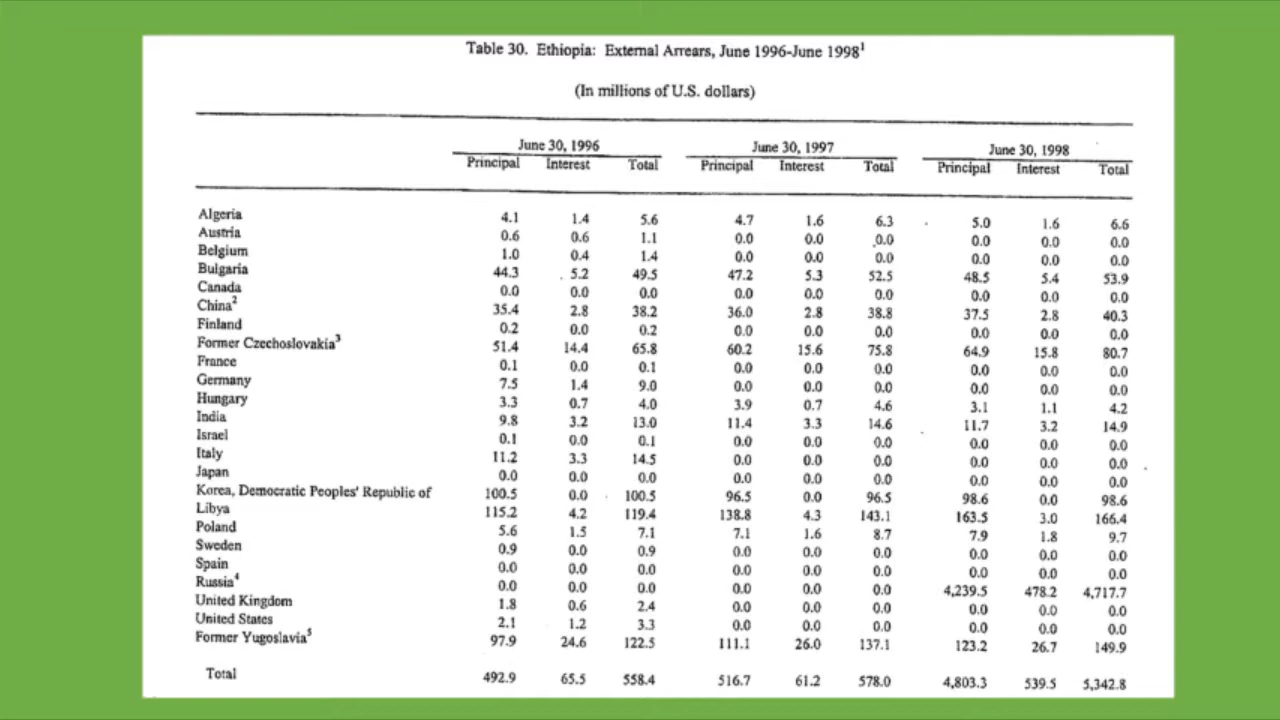 Table 30. Ethiopia: External Arrears, June 1996-June 1998¹
(In millions of U.S. dollars)
June 30, 1996 June 30, 1997 June 30, 1998
Principal Interest Total Principal Interest Total Principal Interest Total
Algeria 4.1 1.4 5.6 4.7 1.6 6.3 5.0 1.6 6.6
Austria 0.6 0.6 1.1 0.0 0.0 0.0 0.0 0.0 0.0
Belgium 1.0 0.4 1.4 0.0 0.0 0.0 0.0 0.0 0.0
Bulgaria 44.3 5.2 49.5 47.2 5.3 52.5 48.5 5.4 53.9
Canada 0.0 0.0 0.0 0.0 0.0 0.0 0.0 0.0 0.0
China² 35.4 2.8 38.2 36.0 2.8 38.8 37.5 2.8 40.3
Finland 0.2 0.0 0.2 0.0 0.0 0.0 0.0 0.0 0.0
Former Czechoslovakia³ 51.4 14.4 65.8 60.2 15.6 75.8 64.9 15.8 80.7
France 0.1 0.0 0.1 0.0 0.0 0.0 0.0 0.0 0.0
Germany 7.5 1.4 9.0 0.0 0.0 0.0 0.0 0.0 0.0
Hungary 3.3 0.7 4.0 3.9 0.7 4.6 3.1 1.1 4.2
India 9.8 3.2 13.0 11.4 3.3 14.6 11.7 3.2 14.9
Israel 0.1 0.0 0.1 0.0 0.0 0.0 0.0 0.0 0.0
Italy 11.2 3.3 14.5 0.0 0.0 0.0 0.0 0.0 0.0
Japan 0.0 0.0 0.0 0.0 0.0 0.0 0.0 0.0 0.0
Korea, Democratic Peoples' Republic of 100.5 0.0 100.5 96.5 0.0 96.5 98.6 0.0 98.6
Libya 115.2 4.2 119.4 138.8 4.3 143.1 163.5 3.0 166.4
Poland 5.6 1.5 7.1 7.1 1.6 8.7 7.9 1.8 9.7
Sweden 0.9 0.0 0.9 0.0 0.0 0.0 0.0 0.0 0.0
Spain 0.0 0.0 0.0 0.0 0.0 0.0 0.0 0.0 0.0
Russia⁴ 0.0 0.0 0.0 0.0 0.0 0.0 4,239.5 478.2 4,717.7
United Kingdom 1.8 0.6 2.4 0.0 0.0 0.0 0.0 0.0 0.0
United States 2.1 1.2 3.3 0.0 0.0 0.0 0.0 0.0 0.0
Former Yugoslavia⁵ 97.9 24.6 122.5 111.1 26.0 137.1 123.2 26.7 149.9
Total 492.9 65.5 558.4 516.7 61.2 578.0 4,803.3 539.5 5,342.8